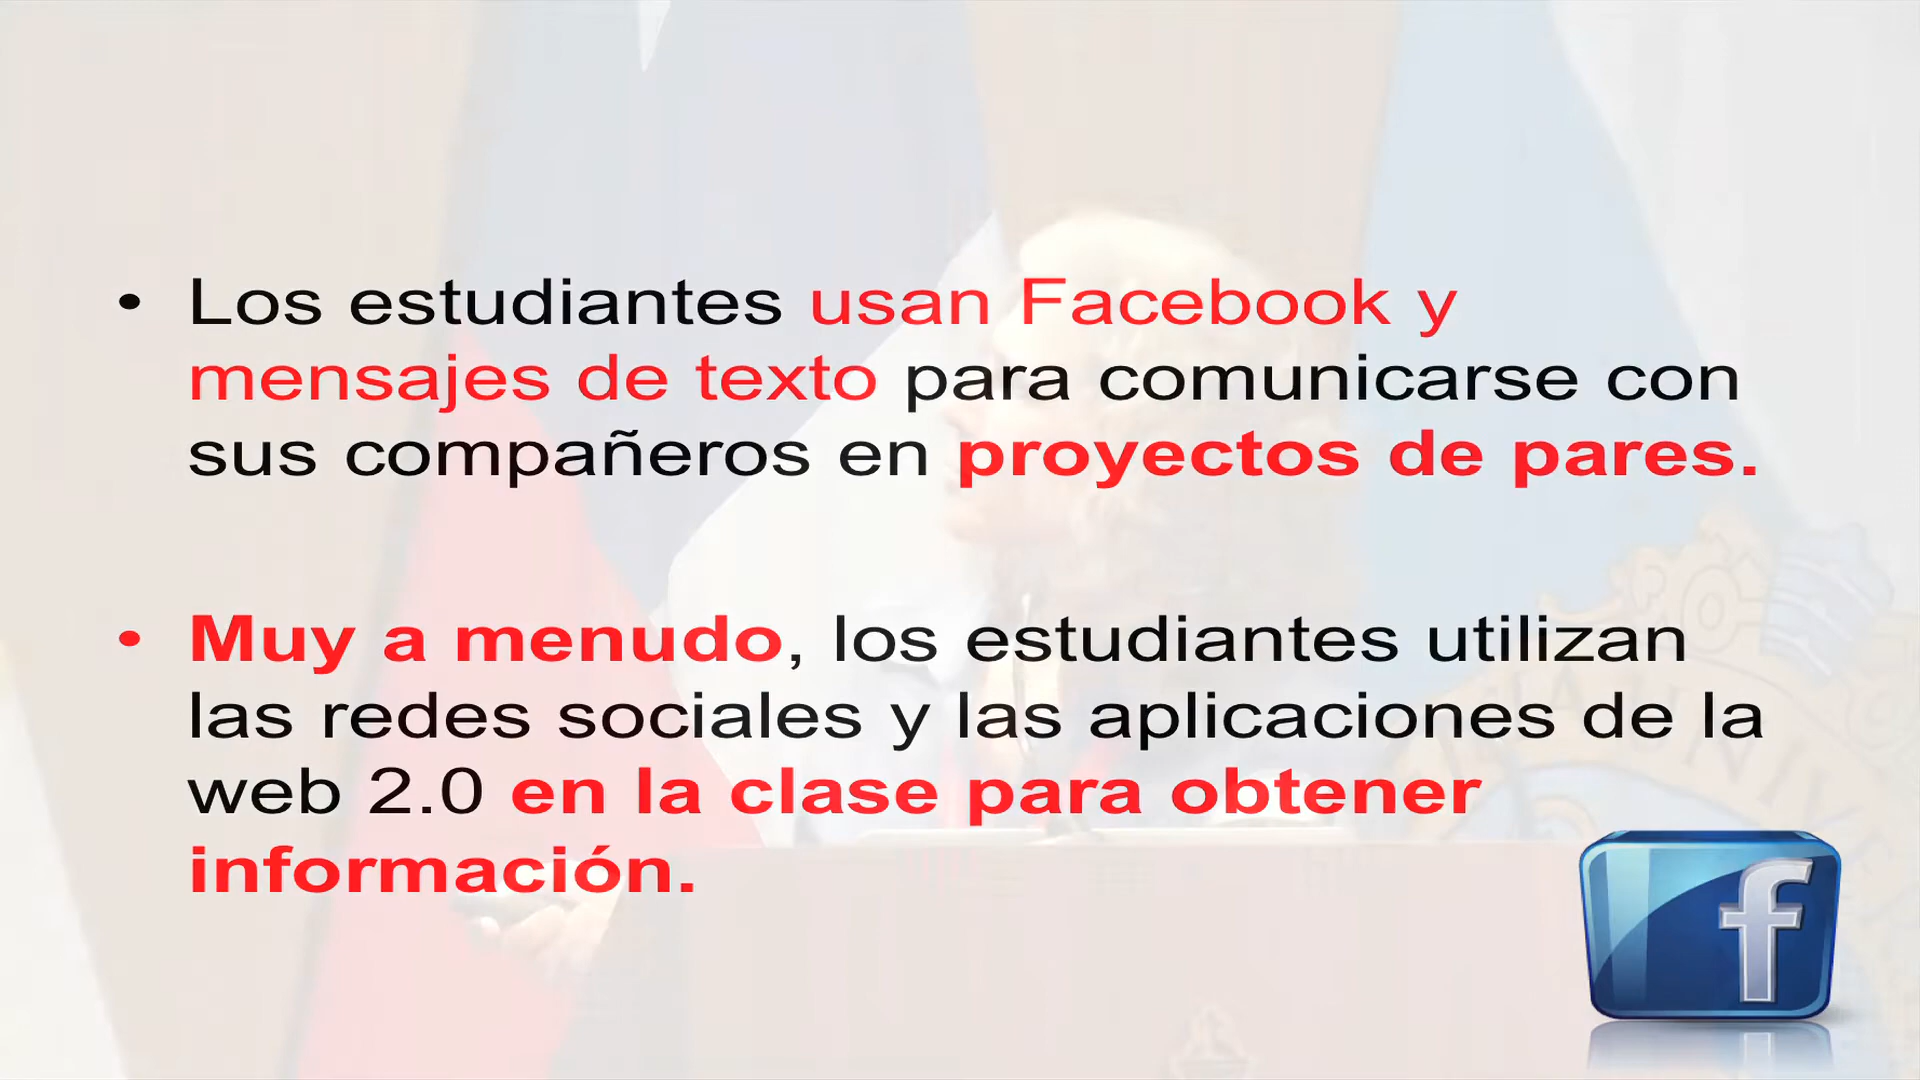 • Los estudiantes usan Facebook y
mensajes de texto para comunicarse con
sus compañeros en proyectos de pares.
• Muy a menudo, los estudiantes utilizan
las redes sociales y las aplicaciones de la
web 2.0 en la clase para obtener
información.
f